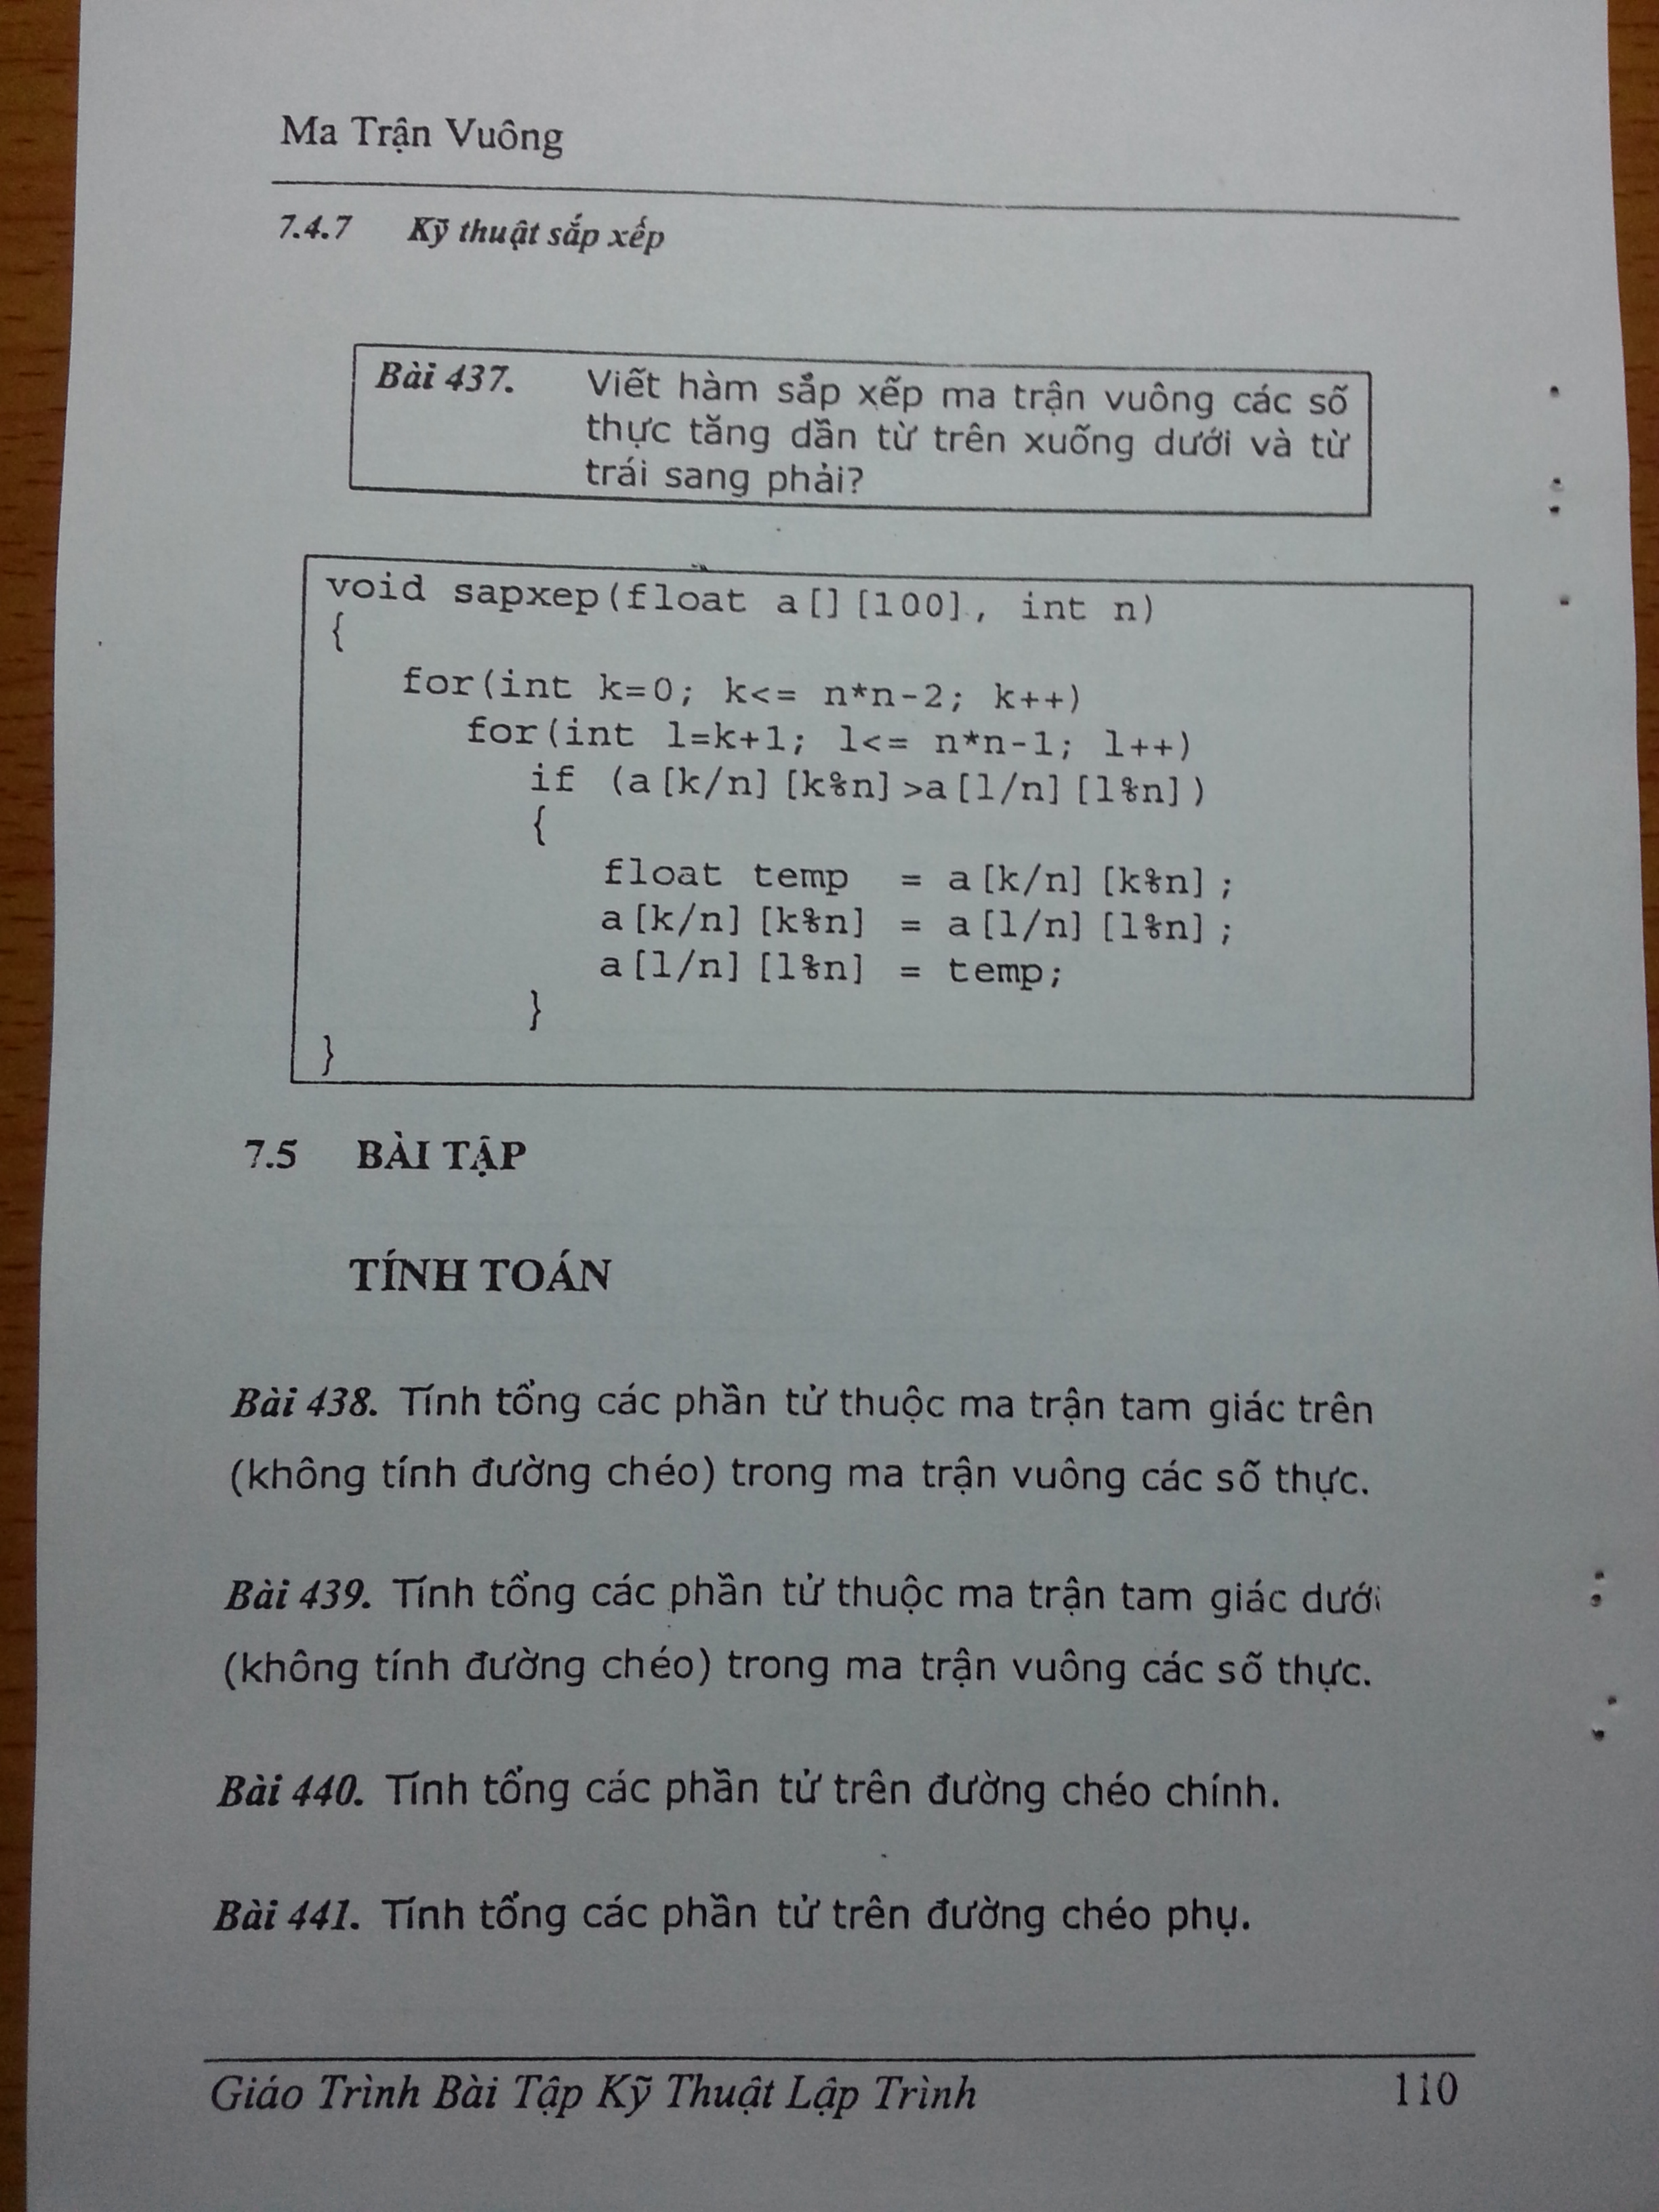 Ma Trận Vuông
7.4.7 Kỹ thuật sắp xếp
Bài 437. Viết hàm sắp xếp ma trận vuông các số
thực tăng dần từ trên xuống dưới và từ
trái sang phải?
void sapxep(float a[][100], int n)
{
for(int k=0; k<= n*n-2; k++)
for(int l=k+1; l<= n*n-1; l++)
if (a[k/n][k%n]>a[l/n][l%n])
{
float temp = a[k/n][k%n];
a[k/n][k%n] = a[l/n][l%n];
a[l/n][l%n] = temp;
}
}
7.5 BÀI TẬP
TÍNH TOÁN
Bài 438. Tính tổng các phần tử thuộc ma trận tam giác trên
(không tính đường chéo) trong ma trận vuông các số thực.
Bài 439. Tính tổng các phần tử thuộc ma trận tam giác dưới
(không tính đường chéo) trong ma trận vuông các số thực.
Bài 440. Tính tổng các phần tử trên đường chéo chính.
Bài 441. Tính tổng các phần tử trên đường chéo phụ.
Giáo Trình Bài Tập Kỹ Thuật Lập Trình 110